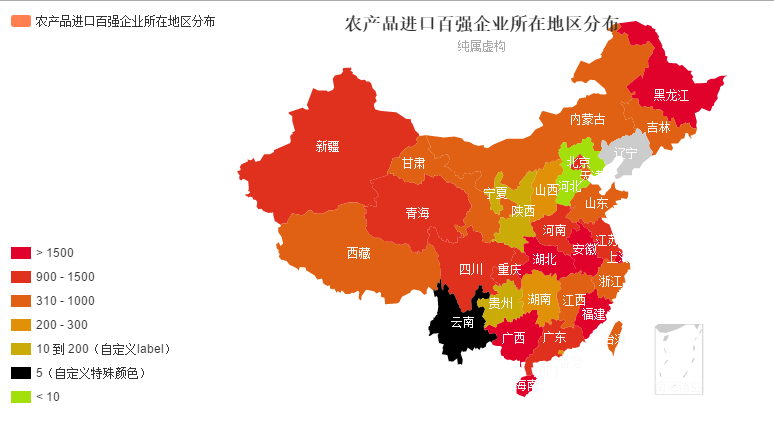 农产品进口百强企业所在地区分布
农产品进口百强企业所在地区分布
纯属虚构
黑龙江
内蒙古
吉林
新疆
辽宁
北京
甘肃
天津
河北
宁夏
山西
山东
陕西
青海
河南
江苏
西藏
安徽
上海
四川
重庆
湖北
浙江
贵州
湖南
江西
福建
云南
广西
广东
台湾
海南
> 1500
900 - 1500
310 - 1000
200 - 300
10 到 200（自定义label）
5（自定义特殊颜色）
< 10